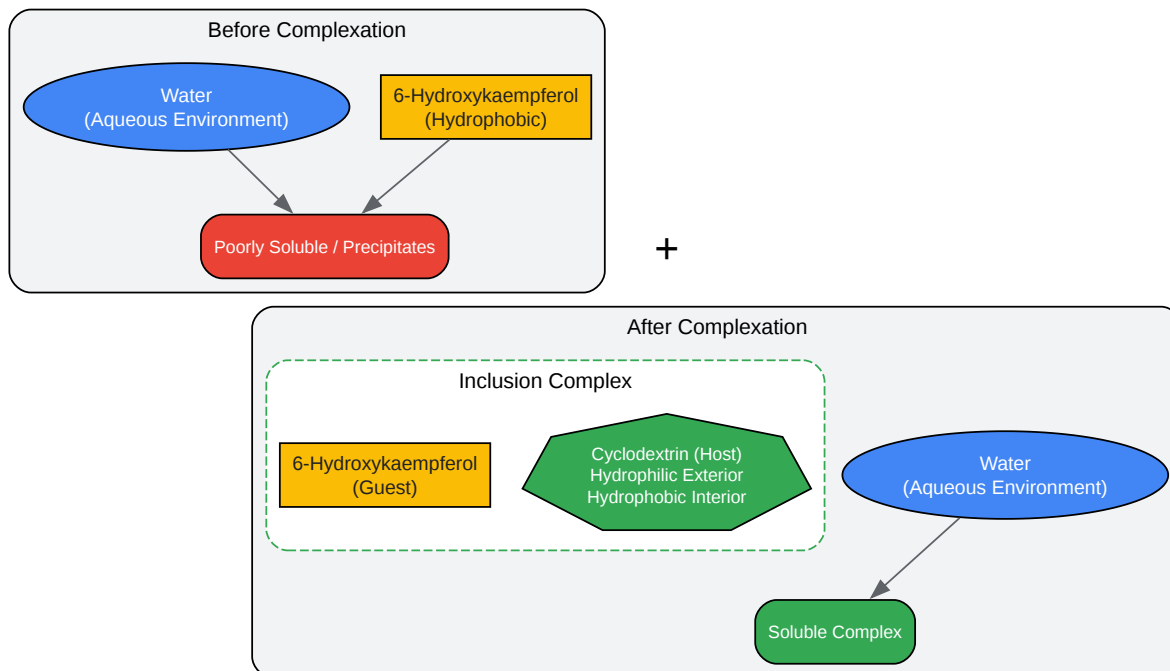 Before Complexation
Water
(Aqueous Environment)
6-Hydroxykaempferol
(Hydrophobic)
Poorly Soluble / Precipitates
+
After Complexation
Inclusion Complex
6-Hydroxykaempferol
(Guest)
Cyclodextrin (Host)
Hydrophilic Exterior
Hydrophobic Interior
Water
(Aqueous Environment)
Soluble Complex